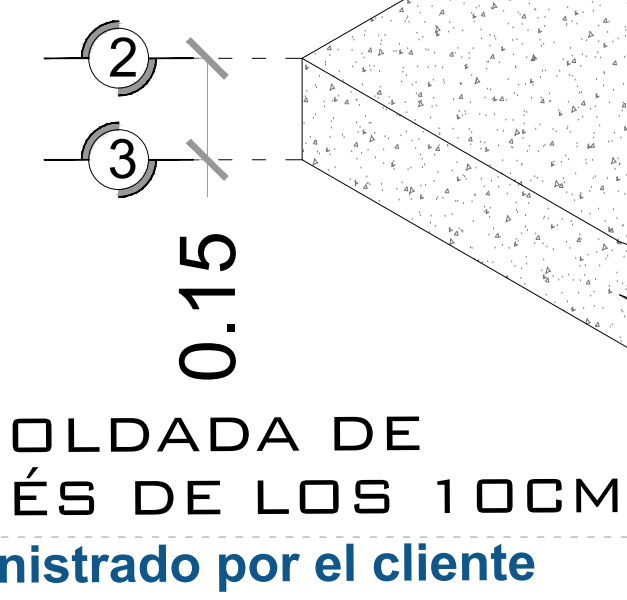 2
3
0.15
OLDADA DE
ÉS DE LOS 10CM
nistrado por el cliente